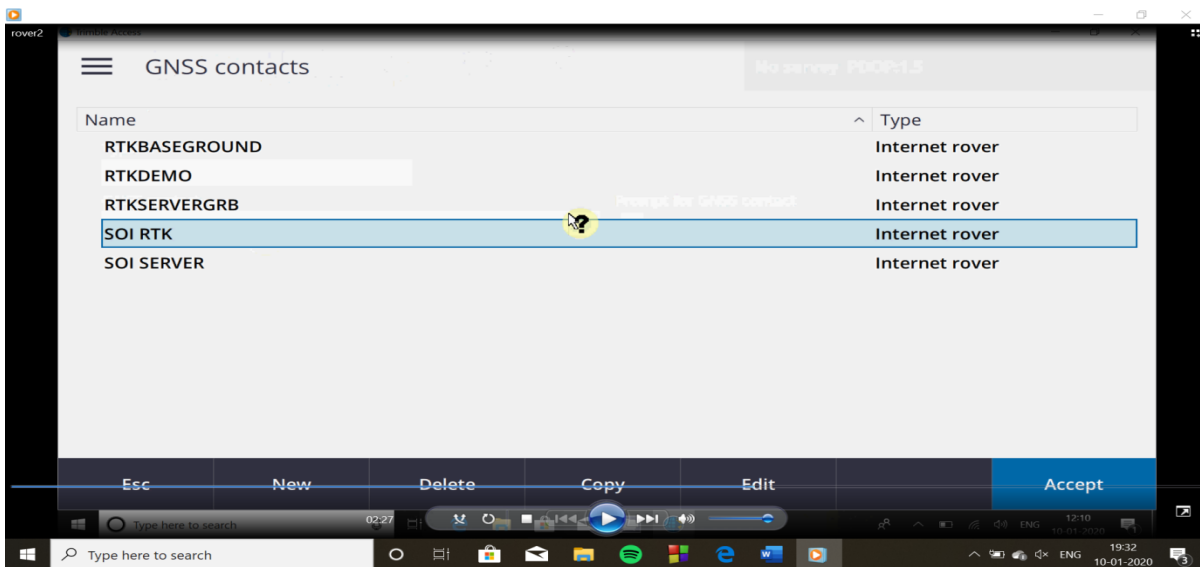 rover2
Trimble Access
GNSS contacts
No survey PDOP:1.5
Name Type
RTKBASEGROUND Internet rover
RTKDEMO Internet rover
RTKSERVERGRB Internet rover
Prompt for GNSS contact
SOI RTK Internet rover
SOI SERVER Internet rover
Esc New Delete Copy Edit Accept
Type here to search 02:27 ENG 12:10
10-01-2020
Type here to search ENG 19:32
10-01-2020
3